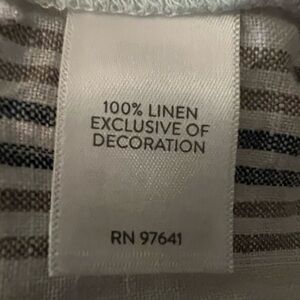 100% LINEN
EXCLUSIVE OF
DECORATION
RN 97641